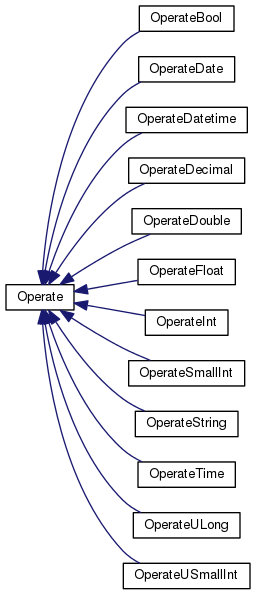 OperateBool
OperateDate
OperateDatetime
OperateDecimal
OperateDouble
OperateFloat
Operate
OperateInt
OperateSmallInt
OperateString
OperateTime
OperateULong
OperateUSmallInt